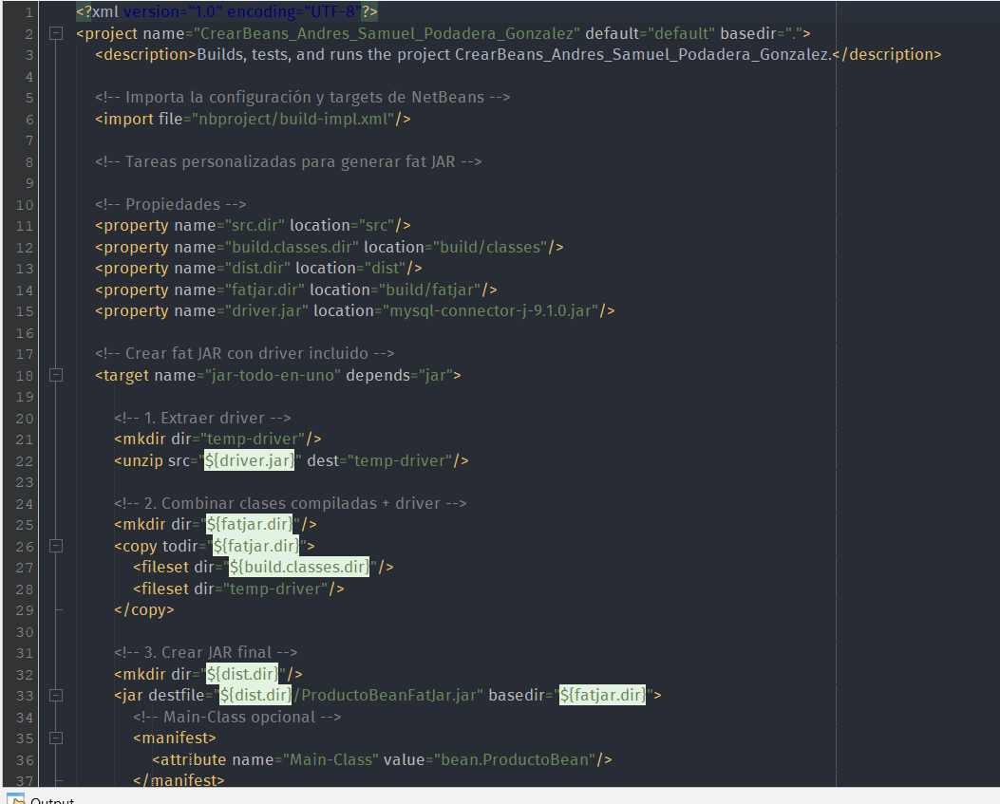 1 <?xml version="1.0" encoding="UTF-8"?>
2 <project name="CrearBeans_Andres_Samuel_Podadera_Gonzalez" default="default" basedir=".">
3 <description>Builds, tests, and runs the project CrearBeans_Andres_Samuel_Podadera_Gonzalez.</description>
4
5 <!-- Importa la configuración y targets de NetBeans -->
6 <import file="nbproject/build-impl.xml"/>
7
8 <!-- Tareas personalizadas para generar fat JAR -->
9
10 <!-- Propiedades -->
11 <property name="src.dir" location="src"/>
12 <property name="build.classes.dir" location="build/classes"/>
13 <property name="dist.dir" location="dist"/>
14 <property name="fatjar.dir" location="build/fatjar"/>
15 <property name="driver.jar" location="mysql-connector-j-9.1.0.jar"/>
16
17 <!-- Crear fat JAR con driver incluido -->
18 <target name="jar-todo-en-uno" depends="jar">
19
20 <!-- 1. Extraer driver -->
21 <mkdir dir="temp-driver"/>
22 <unzip src="${driver.jar}" dest="temp-driver"/>
23
24 <!-- 2. Combinar clases compiladas + driver -->
25 <mkdir dir="${fatjar.dir}"/>
26 <copy todir="${fatjar.dir}">
27 <fileset dir="${build.classes.dir}"/>
28 <fileset dir="temp-driver"/>
29 </copy>
30
31 <!-- 3. Crear JAR final -->
32 <mkdir dir="${dist.dir}"/>
33 <jar destfile="${dist.dir}/ProductoBeanFatJar.jar" basedir="${fatjar.dir}">
34 <!-- Main-Class opcional -->
35 <manifest>
36 <attribute name="Main-Class" value="bean.ProductoBean"/>
37 </manifest>
Output